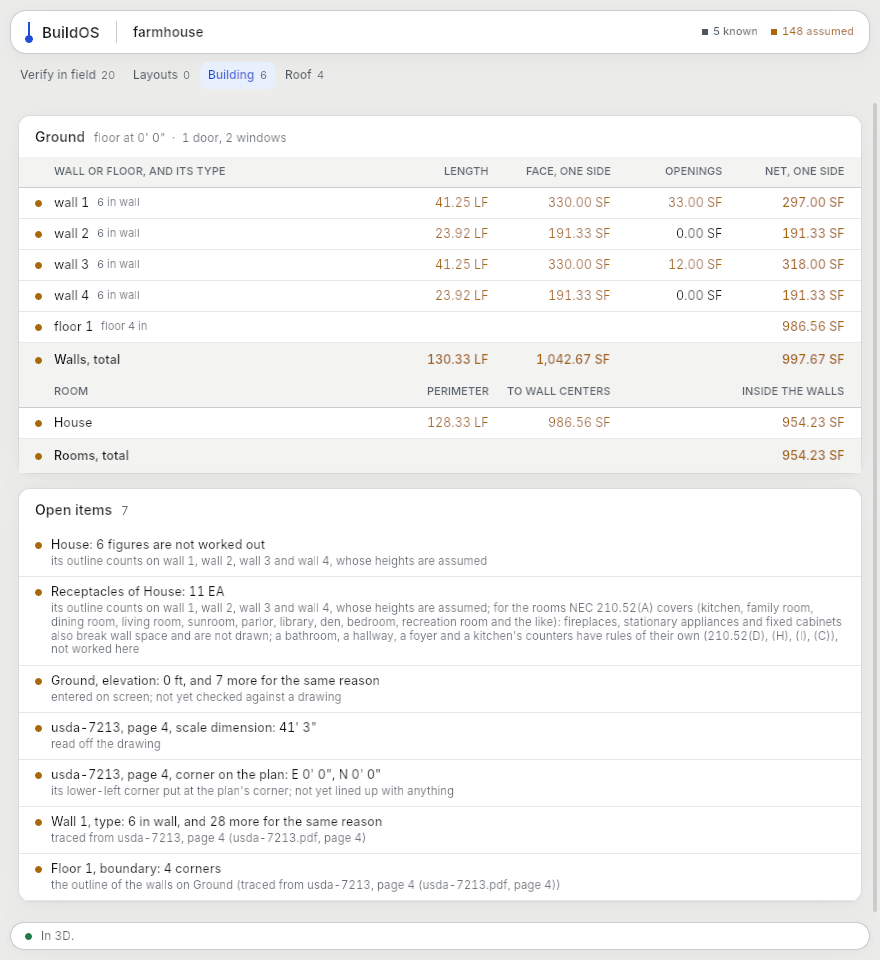 BuildOS farmhouse 5 known 148 assumed
Verify in field 20 Layouts 0 Building 6 Roof 4
Ground floor at 0' 0" · 1 door, 2 windows
WALL OR FLOOR, AND ITS TYPE LENGTH FACE, ONE SIDE OPENINGS NET, ONE SIDE
wall 1 6 in wall 41.25 LF 330.00 SF 33.00 SF 297.00 SF
wall 2 6 in wall 23.92 LF 191.33 SF 0.00 SF 191.33 SF
wall 3 6 in wall 41.25 LF 330.00 SF 12.00 SF 318.00 SF
wall 4 6 in wall 23.92 LF 191.33 SF 0.00 SF 191.33 SF
floor 1 floor 4 in 986.56 SF
Walls, total 130.33 LF 1,042.67 SF 997.67 SF
ROOM PERIMETER TO WALL CENTERS INSIDE THE WALLS
House 128.33 LF 986.56 SF 954.23 SF
Rooms, total 954.23 SF
Open items 7
House: 6 figures are not worked out
its outline counts on wall 1, wall 2, wall 3 and wall 4, whose heights are assumed
Receptacles of House: 11 EA
its outline counts on wall 1, wall 2, wall 3 and wall 4, whose heights are assumed; for the rooms NEC 210.52(A) covers (kitchen, family room,
dining room, living room, sunroom, parlor, library, den, bedroom, recreation room and the like): fireplaces, stationary appliances and fixed cabinets
also break wall space and are not drawn; a bathroom, a hallway, a foyer and a kitchen's counters have rules of their own (210.52(D), (H), (I), (C)),
not worked here
Ground, elevation: 0 ft, and 7 more for the same reason
entered on screen; not yet checked against a drawing
usda-7213, page 4, scale dimension: 41' 3"
read off the drawing
usda-7213, page 4, corner on the plan: E 0' 0", N 0' 0"
its lower-left corner put at the plan's corner; not yet lined up with anything
Wall 1, type: 6 in wall, and 28 more for the same reason
traced from usda-7213, page 4 (usda-7213.pdf, page 4)
Floor 1, boundary: 4 corners
the outline of the walls on Ground (traced from usda-7213, page 4 (usda-7213.pdf, page 4))
In 3D.